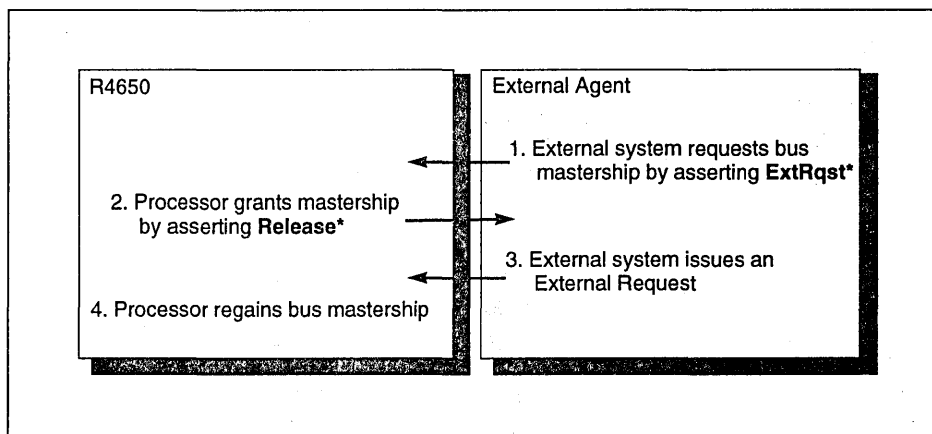 R4650
External Agent
1. External system requests bus
mastership by asserting ExtRqst*
2. Processor grants mastership
by asserting Release*
3. External system issues an
External Request
4. Processor regains bus mastership